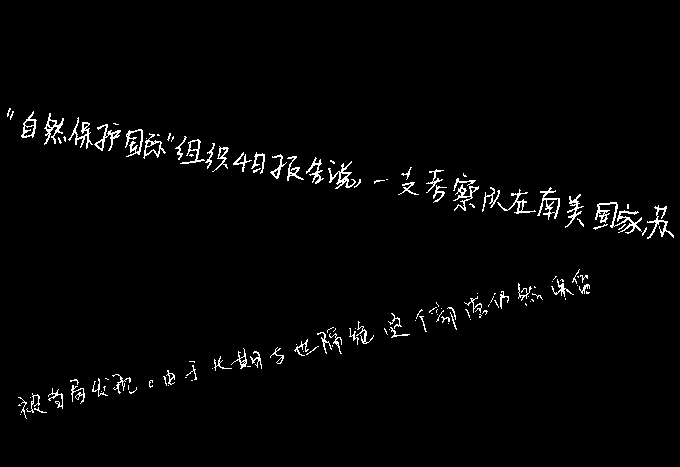 “自然保护国际”组织4日报告说,一支考察队在南美国家苏
被当局发现。由于长期与世隔绝这个部落仍然保留